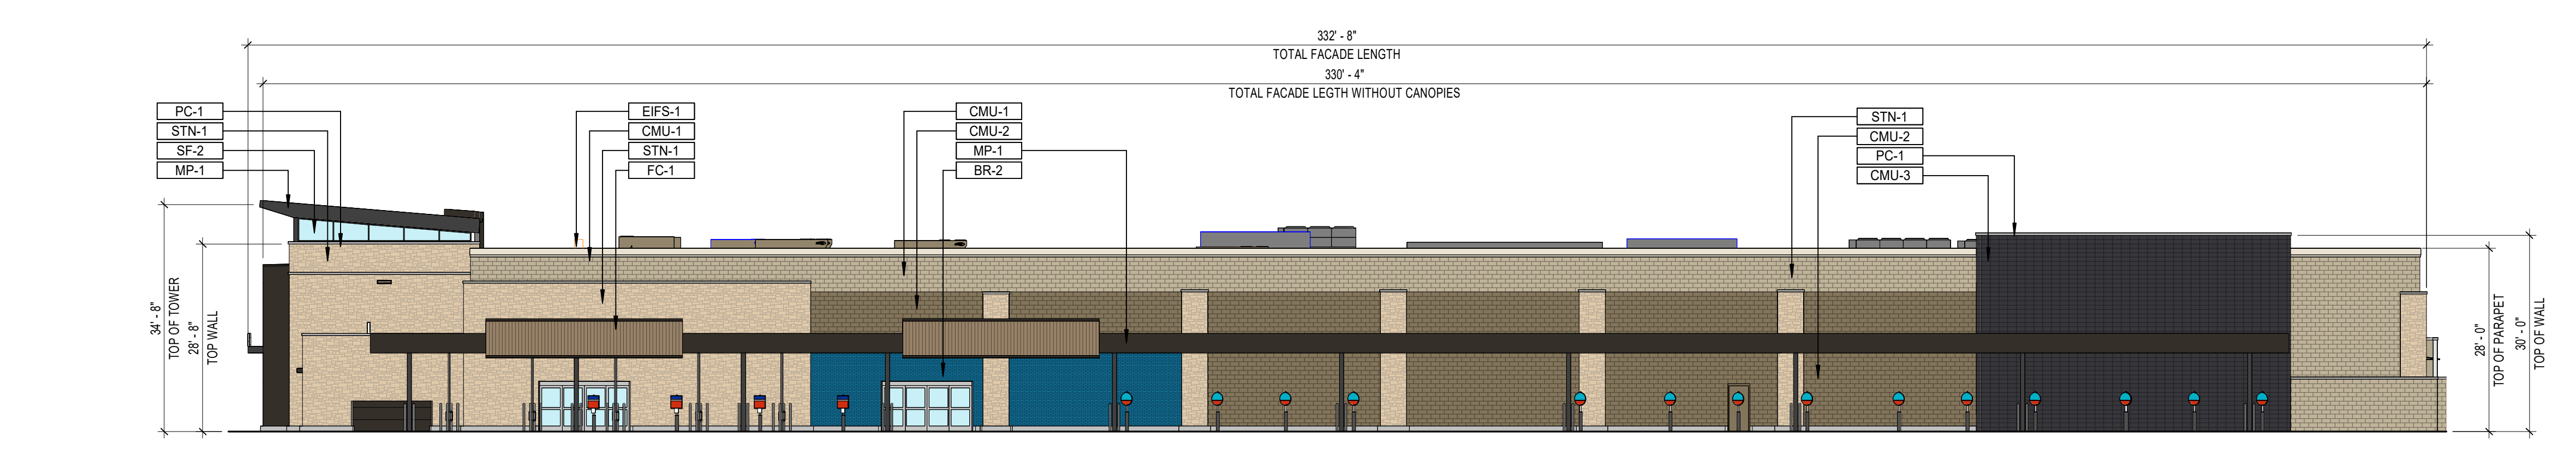 332' - 8"
TOTAL FACADE LENGTH
330' - 4"
TOTAL FACADE LEGTH WITHOUT CANOPIES
PC-1
STN-1
SF-2
MP-1
EIFS-1
CMU-1
STN-1
FC-1
CMU-1
CMU-2
MP-1
BR-2
STN-1
CMU-2
PC-1
CMU-3
34' - 8"
TOP OF TOWER
28' - 8"
TOP WALL
28' - 0"
TOP OF PARAPET
30' - 0"
TOP OF WALL